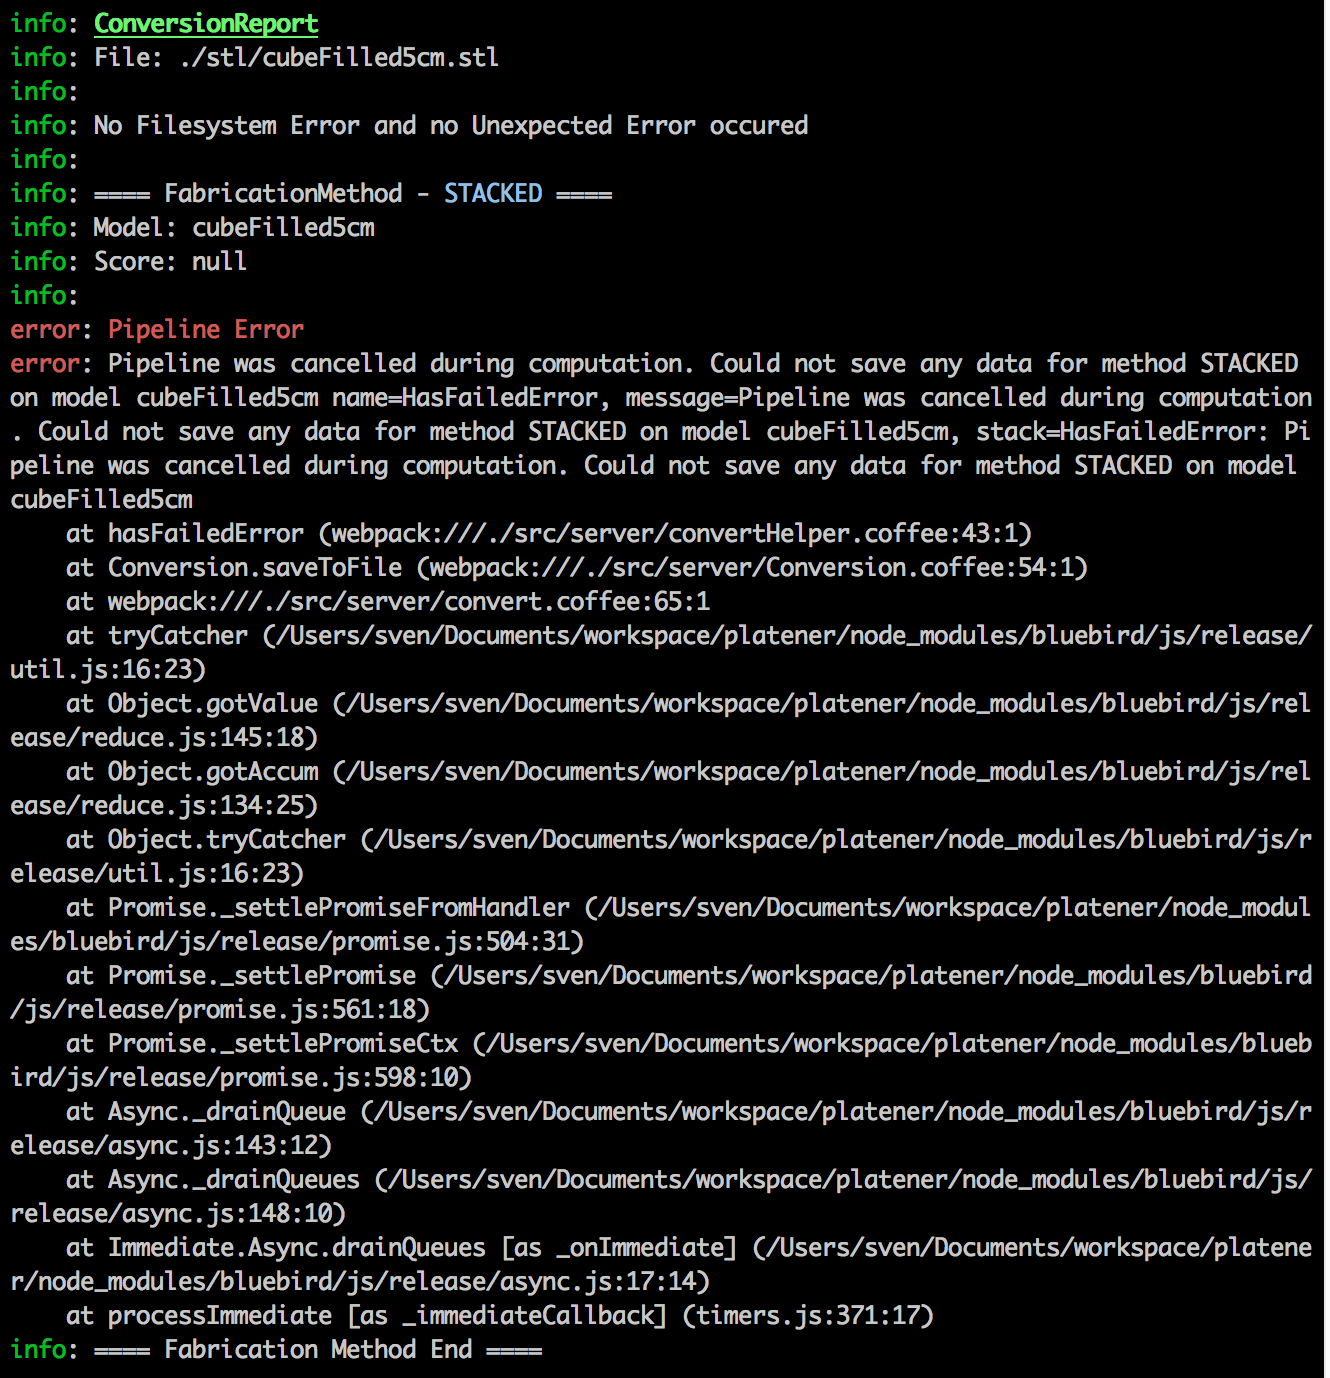 info: ConversionReport
info: File: ./stl/cubeFilled5cm.stl
info:
info: No Filesystem Error and no Unexpected Error occured
info:
info: ==== FabricationMethod - STACKED ====
info: Model: cubeFilled5cm
info: Score: null
info:
error: Pipeline Error
error: Pipeline was cancelled during computation. Could not save any data for method STACKED
on model cubeFilled5cm name=HasFailedError, message=Pipeline was cancelled during computation
. Could not save any data for method STACKED on model cubeFilled5cm, stack=HasFailedError: Pi
peline was cancelled during computation. Could not save any data for method STACKED on model
cubeFilled5cm
    at hasFailedError (webpack:///./src/server/convertHelper.coffee:43:1)
    at Conversion.saveToFile (webpack:///./src/server/Conversion.coffee:54:1)
    at webpack:///./src/server/convert.coffee:65:1
    at tryCatcher (/Users/sven/Documents/workspace/platener/node_modules/bluebird/js/release/
util.js:16:23)
    at Object.gotValue (/Users/sven/Documents/workspace/platener/node_modules/bluebird/js/rel
ease/reduce.js:145:18)
    at Object.gotAccum (/Users/sven/Documents/workspace/platener/node_modules/bluebird/js/rel
ease/reduce.js:134:25)
    at Object.tryCatcher (/Users/sven/Documents/workspace/platener/node_modules/bluebird/js/r
elease/util.js:16:23)
    at Promise._settlePromiseFromHandler (/Users/sven/Documents/workspace/platener/node_modul
es/bluebird/js/release/promise.js:504:31)
    at Promise._settlePromise (/Users/sven/Documents/workspace/platener/node_modules/bluebird
/js/release/promise.js:561:18)
    at Promise._settlePromiseCtx (/Users/sven/Documents/workspace/platener/node_modules/blueb
ird/js/release/promise.js:598:10)
    at Async._drainQueue (/Users/sven/Documents/workspace/platener/node_modules/bluebird/js/r
elease/async.js:143:12)
    at Async._drainQueues (/Users/sven/Documents/workspace/platener/node_modules/bluebird/js/
release/async.js:148:10)
    at Immediate.Async.drainQueues [as _onImmediate] (/Users/sven/Documents/workspace/platene
r/node_modules/bluebird/js/release/async.js:17:14)
    at processImmediate [as _immediateCallback] (timers.js:371:17)
info: ==== Fabrication Method End ====